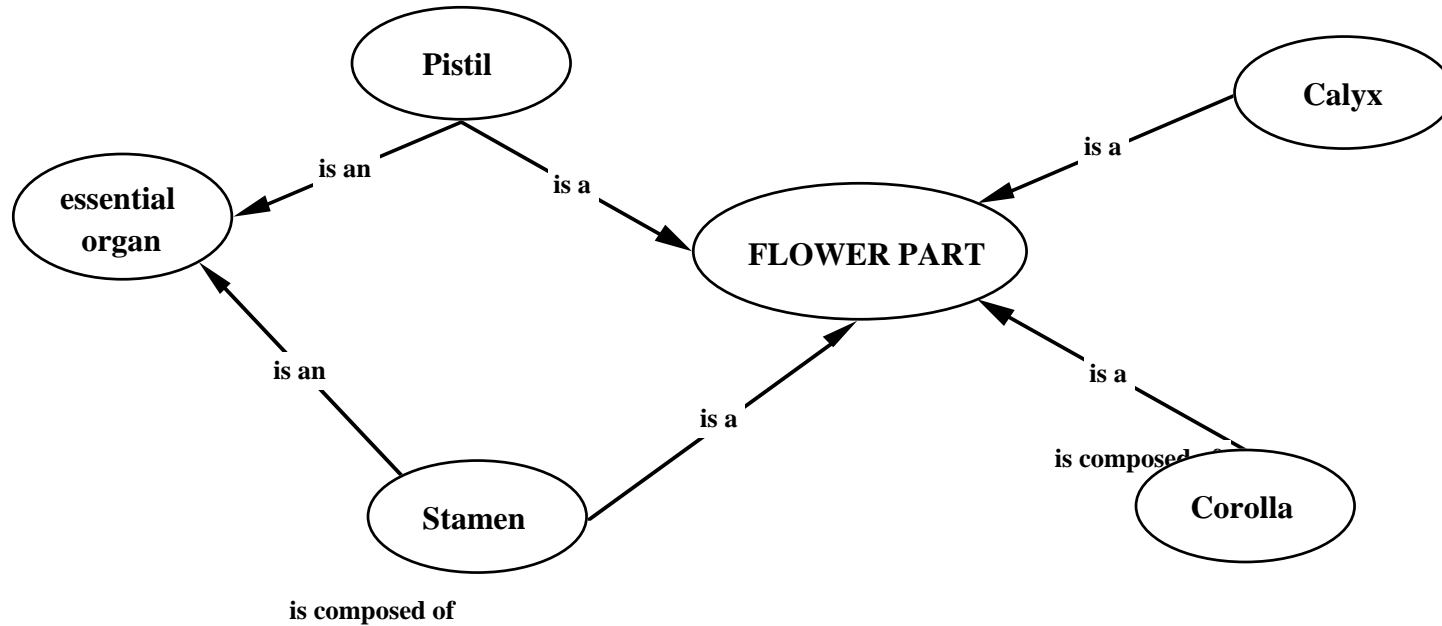 Pistil
Calyx
is a
is an
is a
essential
organ
FLOWER PART
is an
is a
is a
is composed
Corolla
Stamen
is composed of